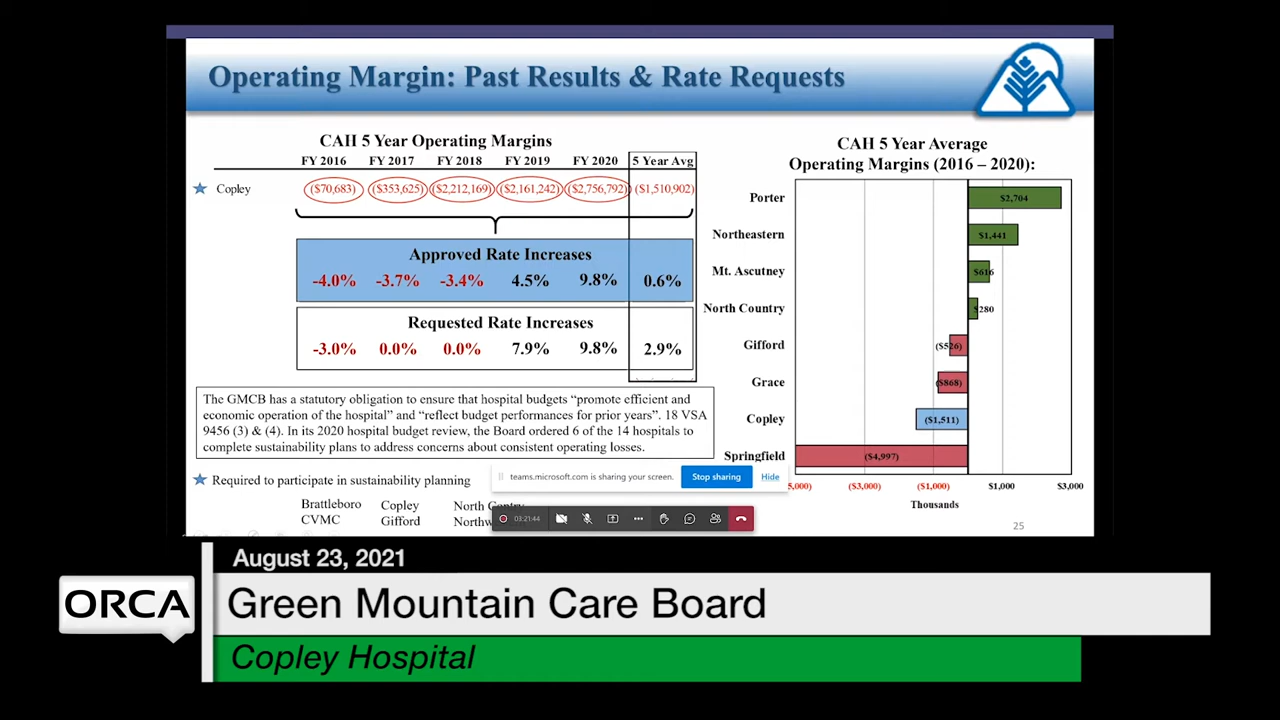 Operating Margin: Past Results & Rate Requests
CAH 5 Year Operating Margins
FY 2016 FY 2017 FY 2018 FY 2019 FY 2020 5 Year Avg
Copley ($70,683) ($353,625) ($2,212,169) ($2,161,242) ($2,756,792) ($1,510,902)
Approved Rate Increases
-4.0% -3.7% -3.4% 4.5% 9.8% 0.6%
Requested Rate Increases
-3.0% 0.0% 0.0% 7.9% 9.8% 2.9%
The GMCB has a statutory obligation to ensure that hospital budgets “promote efficient and
economic operation of the hospital” and “reflect budget performances for prior years”. 18 VSA
9456 (3) & (4). In its 2020 hospital budget review, the Board ordered 6 of the 14 hospitals to
complete sustainability plans to address concerns about consistent operating losses.
Required to participate in sustainability planning
Brattleboro Copley North
CVMC Gifford
CAH 5 Year Average
Operating Margins (2016 – 2020):
Porter $2,704
Northeastern $1,441
Mt. Ascutney $616
North Country $280
Gifford ($526)
Grace ($868)
Copley ($1,511)
Springfield ($4,997)
($3,000) ($1,000) $1,000 $3,000
Thousands
25
teams.microsoft.com is sharing your screen. Stop sharing Hide
03:21:44
August 23, 2021
ORCA
Green Mountain Care Board
Copley Hospital